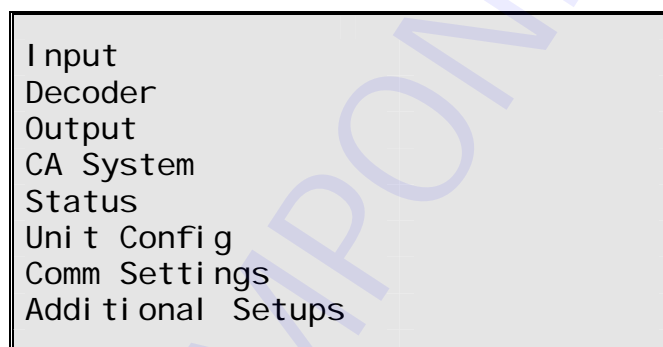 Input
Decoder
Output
CA System
Status
Unit Config
Comm Settings
Additional Setups